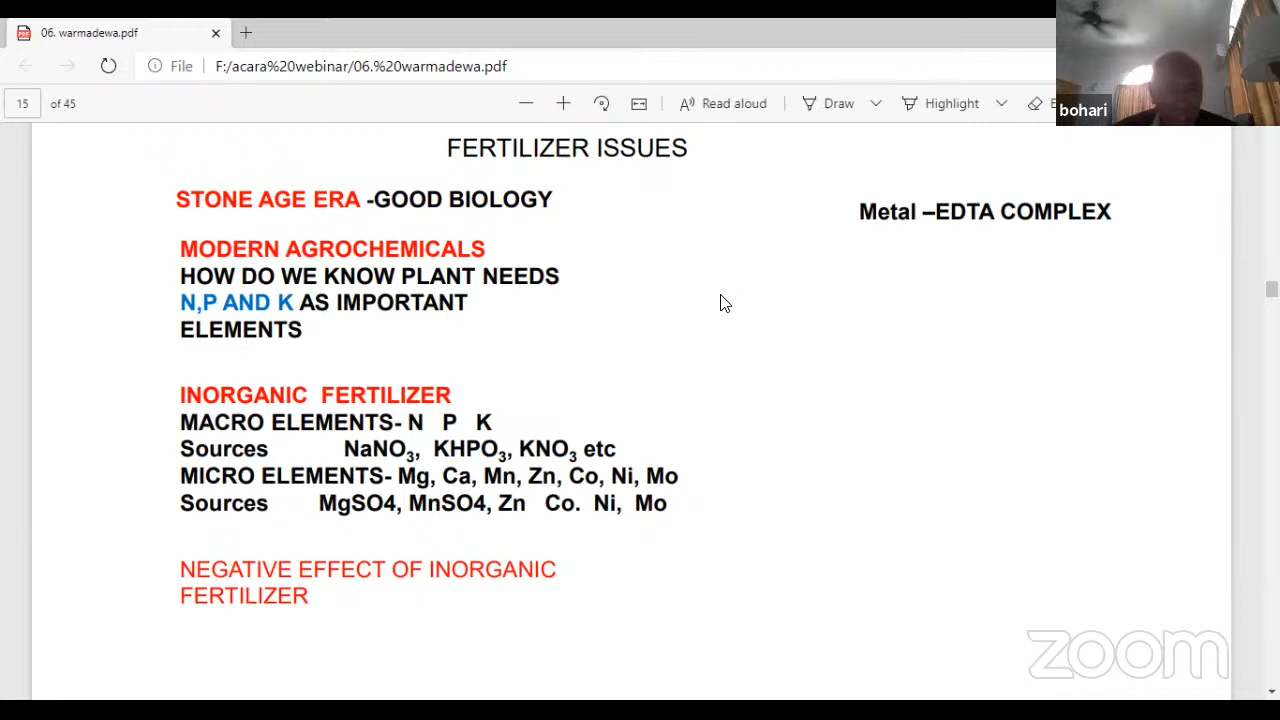 06. warmadewa.pdf
File F:/acara%20webinar/06.%20warmadewa.pdf
15 of 45 Read aloud Draw Highlight
bohari
FERTILIZER ISSUES
STONE AGE ERA -GOOD BIOLOGY
Metal –EDTA COMPLEX
MODERN AGROCHEMICALS
HOW DO WE KNOW PLANT NEEDS
N,P AND K AS IMPORTANT
ELEMENTS
INORGANIC FERTILIZER
MACRO ELEMENTS- N P K
Sources NaNO3, KHPO3, KNO3 etc
MICRO ELEMENTS- Mg, Ca, Mn, Zn, Co, Ni, Mo
Sources MgSO4, MnSO4, Zn Co. Ni, Mo
NEGATIVE EFFECT OF INORGANIC
FERTILIZER
zoom